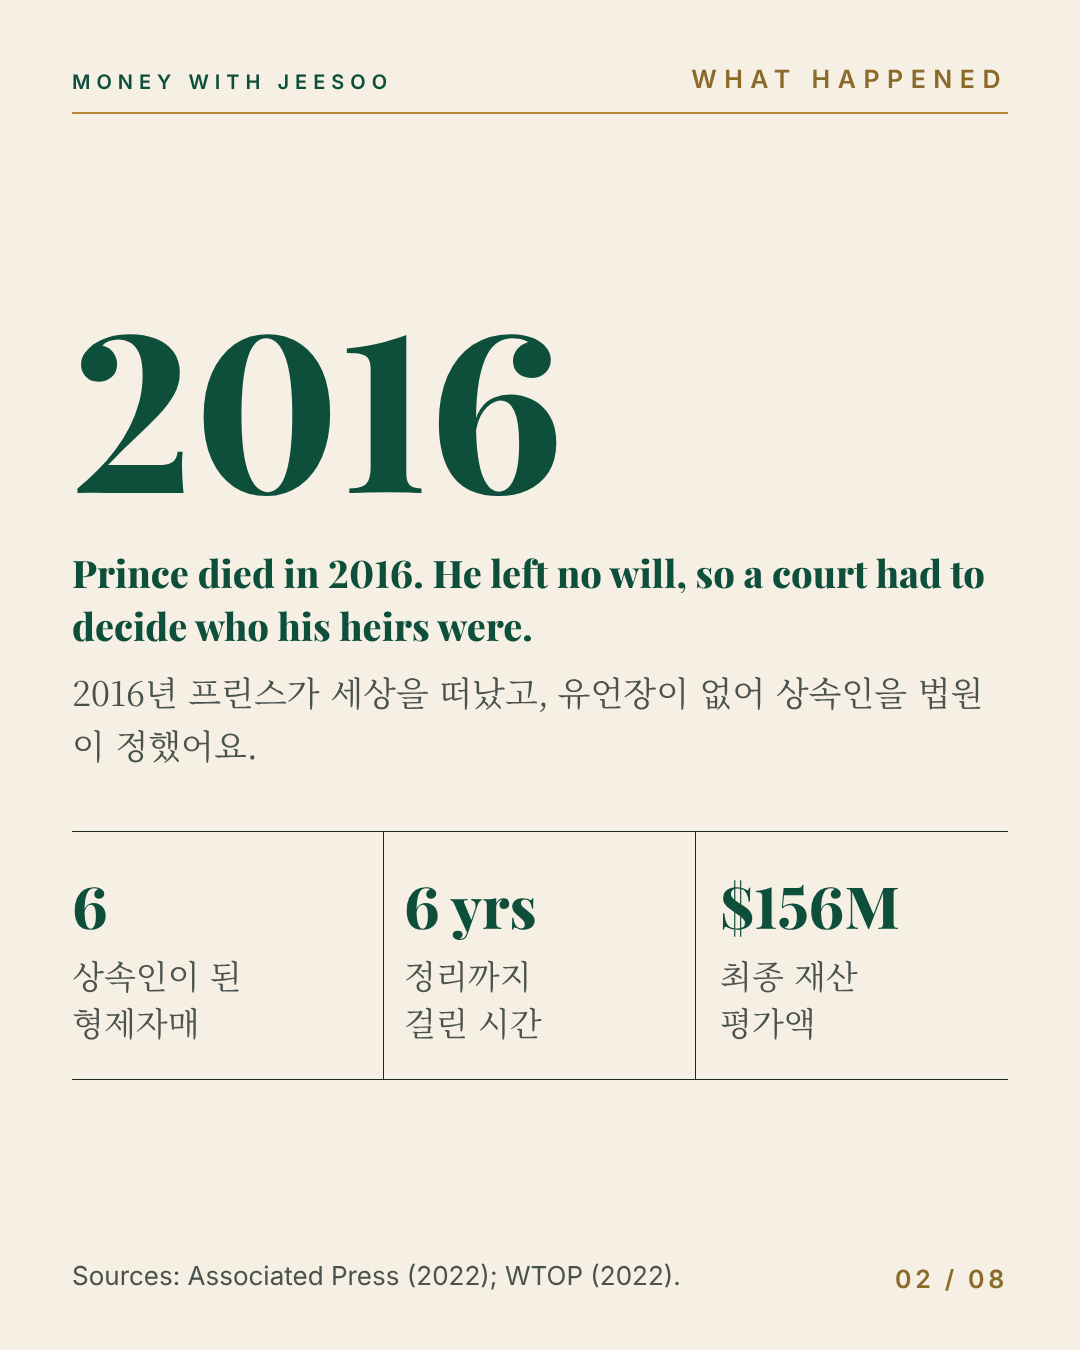 MONEY WITH JEESOO
WHAT HAPPENED
2016
Prince died in 2016. He left no will, so a court had to
decide who his heirs were.
2016년 프린스가 세상을 떠났고, 유언장이 없어 상속인을 법원
이 정했어요.
6
상속인이 된
형제자매
6 yrs
정리까지
걸린 시간
$156M
최종 재산
평가액
Sources: Associated Press (2022); WTOP (2022).
02 / 08